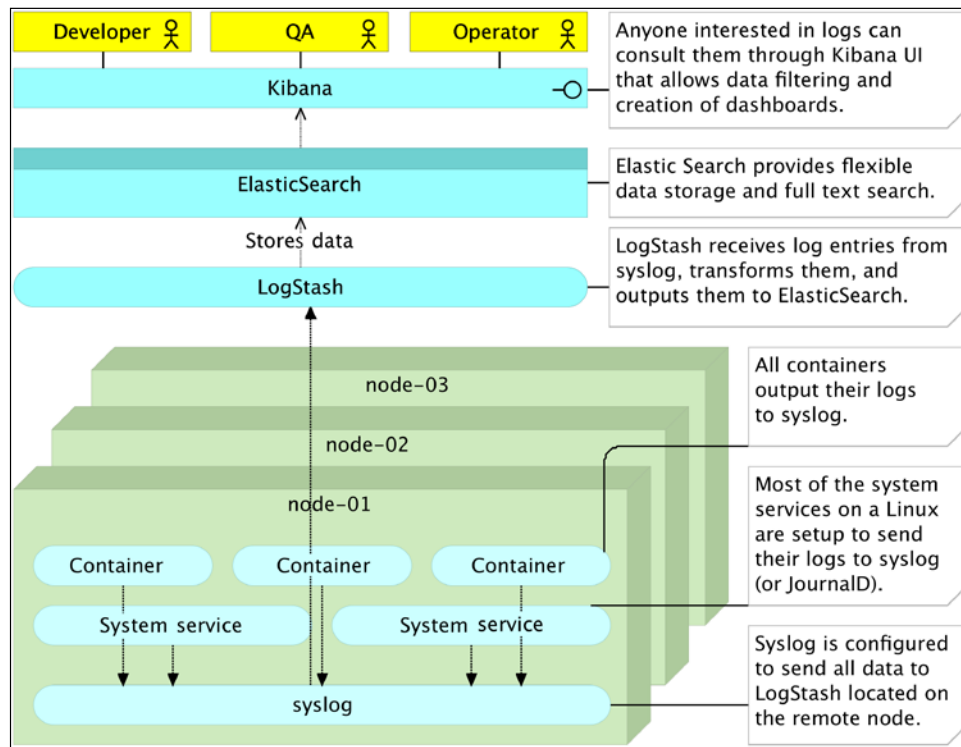 Developer
QA
Operator
Kibana
Anyone interested in logs can
consult them through Kibana UI
that allows data filtering and
creation of dashboards.
ElasticSearch
Elastic Search provides flexible
data storage and full text search.
Stores data
LogStash
LogStash receives log entries from
syslog, transforms them, and
outputs them to ElasticSearch.
node-03
node-02
node-01
All containers
output their logs
to syslog.
Container
Container
Container
Most of the system
services on a Linux
are setup to send
their logs to syslog
(or JournalD).
System service
System service
syslog
Syslog is configured
to send all data to
LogStash located on
the remote node.